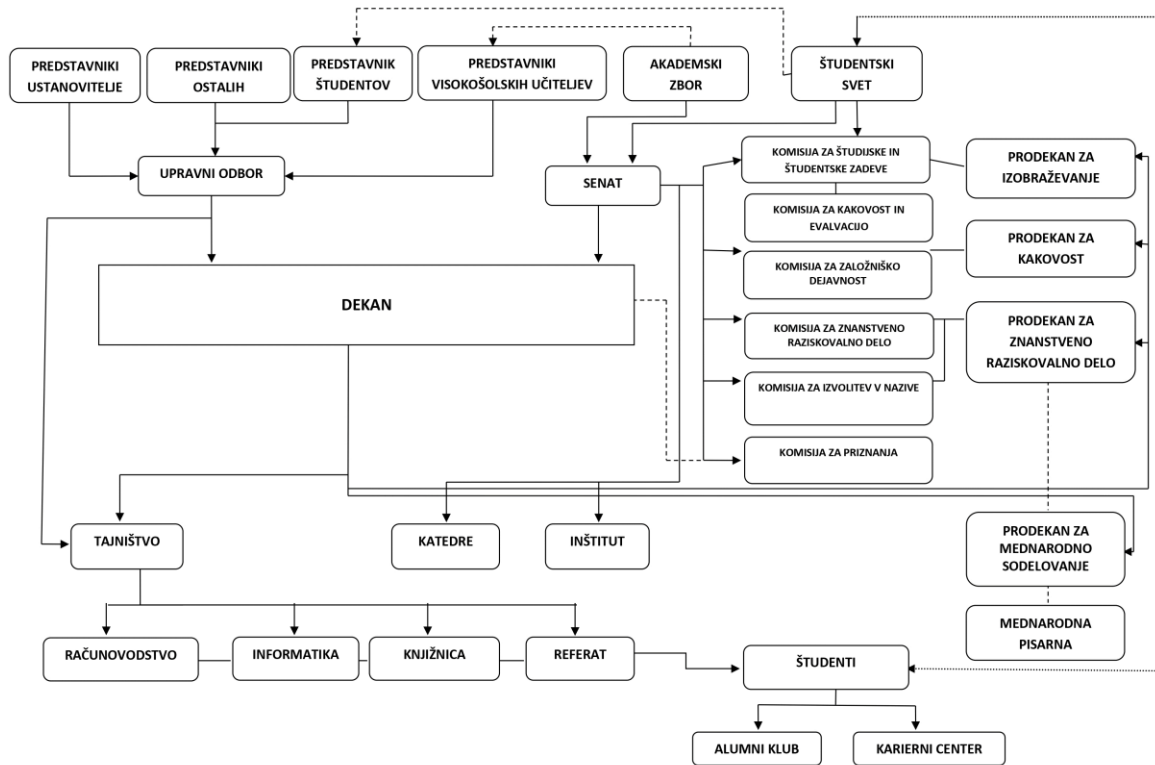 PREDSTAVNIKI
USTANOVITELJE
PREDSTAVNIKI
OSTALIH
PREDSTAVNIK
ŠTUDENTOV
PREDSTAVNIKI
VISOKOŠOLSKIH UČITELJEV
AKADEMSKI
ZBOR
ŠTUDENTSKI
SVET
UPRAVNI ODBOR
SENAT
KOMISIJA ZA ŠTUDIJSKE IN
ŠTUDENTSKE ZADEVE
PRODEKAN ZA
IZOBRAŽEVANJE
KOMISIJA ZA KAKOVOST IN
EVALVACIJO
PRODEKAN ZA
KAKOVOST
KOMISIJA ZA ZALOŽNIŠKO
DEJAVNOST
DEKAN
KOMISIJA ZA ZNANSTVENO
RAZISKOVALNO DELO
PRODEKAN ZA
ZNANSTVENO
RAZISKOVALNO DELO
KOMISIJA ZA IZVOLITEV V NAZIVE
KOMISIJA ZA PRIZNANJA
TAJNIŠTVO
KATEDRE
INŠTITUT
PRODEKAN ZA
MEDNARODNO
SODELOVANJE
MEDNARODNA
PISARNA
RAČUNOVODSTVO
INFORMATIKA
KNJIŽNICA
REFERAT
ŠTUDENTI
ALUMNI KLUB
KARIERNI CENTER